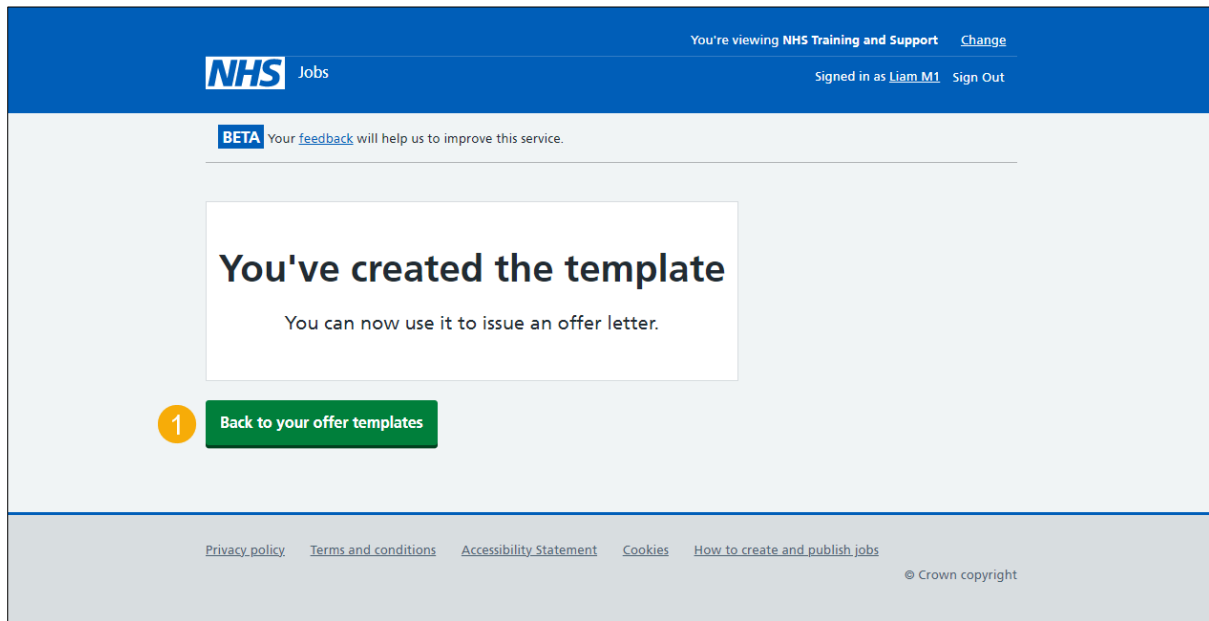 You're viewing NHS Training and Support Change
NHS Jobs
Signed in as Liam M1 Sign Out
BETA Your feedback will help us to improve this service.
You've created the template
You can now use it to issue an offer letter.
1 Back to your offer templates
Privacy policy Terms and conditions Accessibility Statement Cookies How to create and publish jobs
© Crown copyright